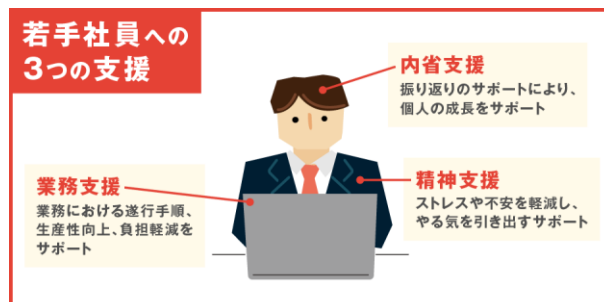 若手社員への
3つの支援
内省支援
振り返りのサポートにより、
個人の成長をサポート
業務支援
業務における遂行手順、
生産性向上、負担軽減を
サポート
精神支援
ストレスや不安を軽減し、
やる気を引き出すサポート